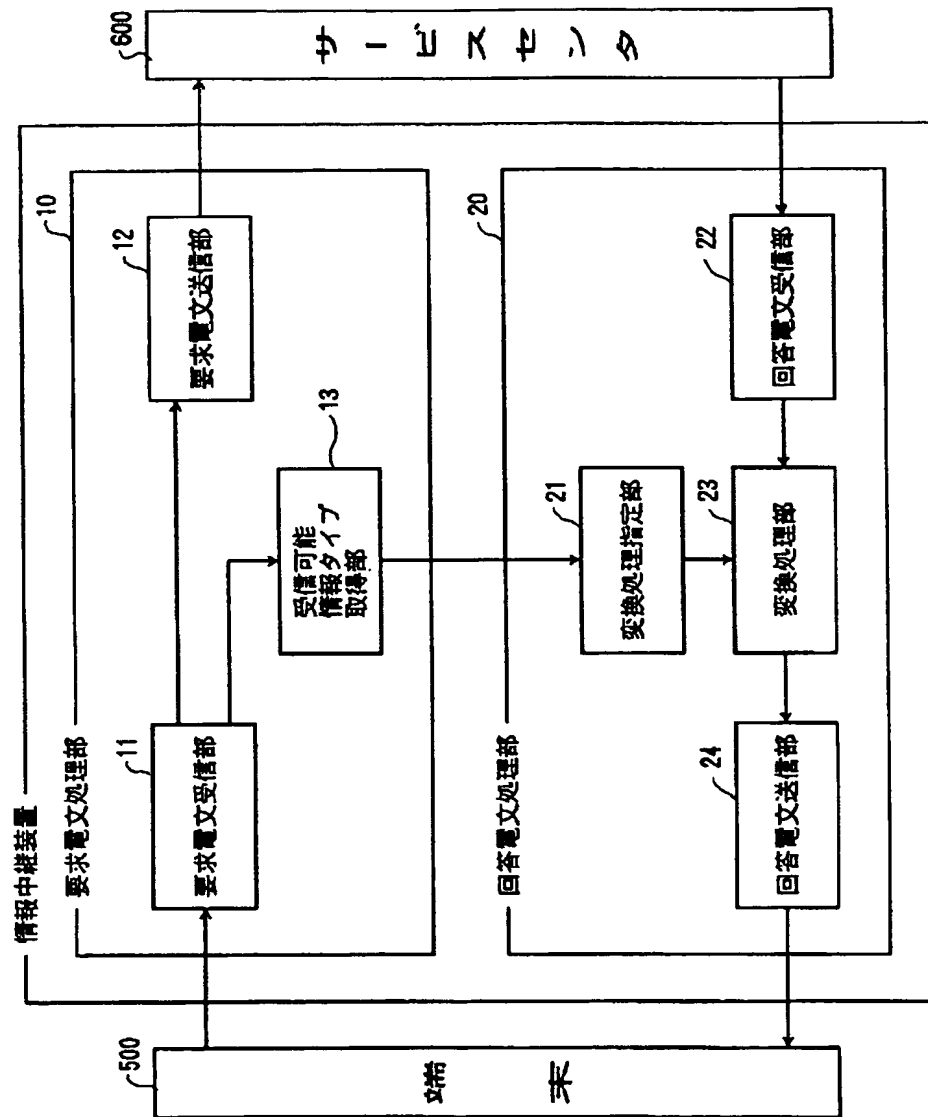 情報中継装置
要求電文処理部
10
要求電文受信部
11
要求電文送信部
12
受信可能
情報タイプ
取得部
13
回答電文処理部
20
変換処理指定部
21
回答電文受信部
22
変換処理部
23
回答電文送信部
24
端末
500
サービスセンタ
600